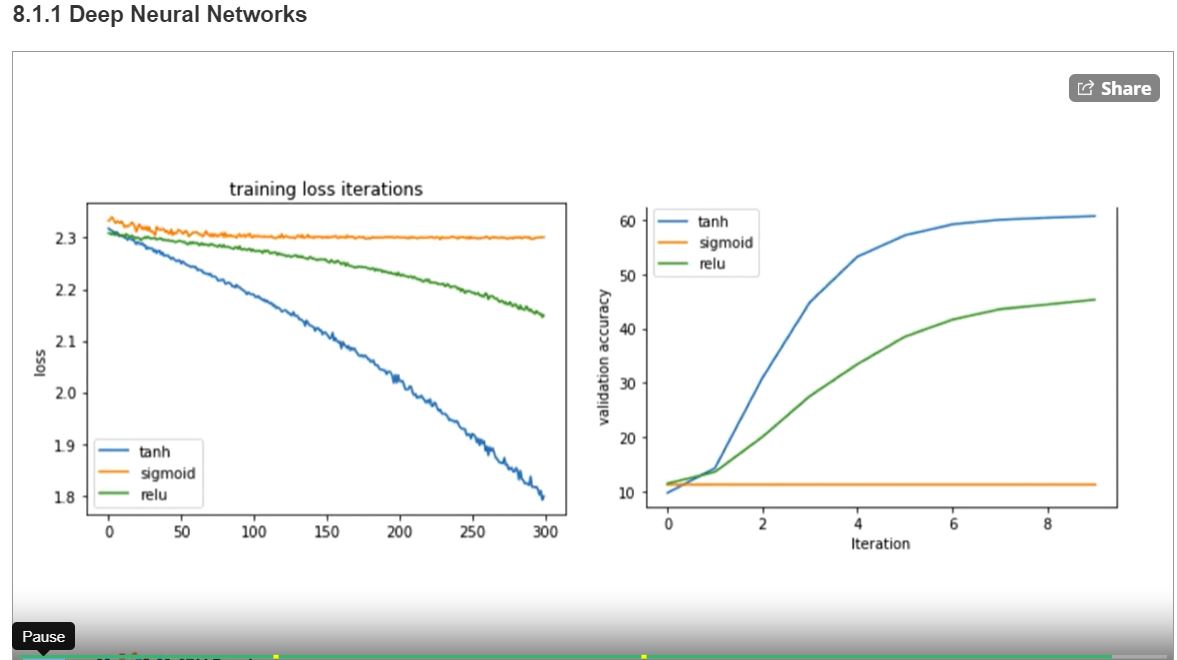 8.1.1 Deep Neural Networks
Share
training loss iterations
2.3
2.2
2.1
2.0
1.9
1.8
loss
tanh
sigmoid
relu
0 50 100 150 200 250 300
60
50
40
30
20
10
validation accuracy
tanh
sigmoid
relu
0 2 4 6 8
Iteration
Pause